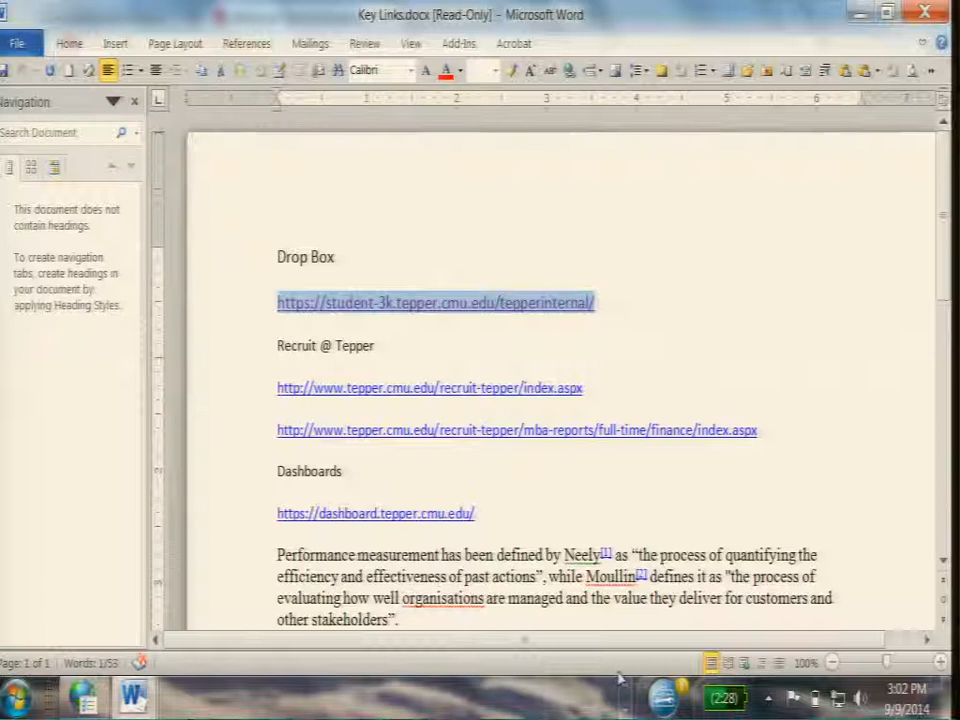 Key Links.docx [Read-Only] - Microsoft Word
File Home Insert Page Layout References Mailings Review View Add-Ins Acrobat
Calibri
Navigation
Search Document
This document does not
contain headings.
To create navigation
tabs, create headings in
your document by
applying Heading Styles.
Drop Box
https://student-3k.tepper.cmu.edu/tepperinternal/
Recruit @ Tepper
http://www.tepper.cmu.edu/recruit-tepper/index.aspx
http://www.tepper.cmu.edu/recruit-tepper/mba-reports/full-time/finance/index.aspx
Dashboards
https://dashboard.tepper.cmu.edu/
Performance measurement has been defined by Neely[1] as “the process of quantifying the
efficiency and effectiveness of past actions”, while Moullin[2] defines it as "the process of
evaluating how well organisations are managed and the value they deliver for customers and
other stakeholders”.
Page: 1 of 1 Words: 1/53 100%
(2:28)
3:02 PM
9/9/2014